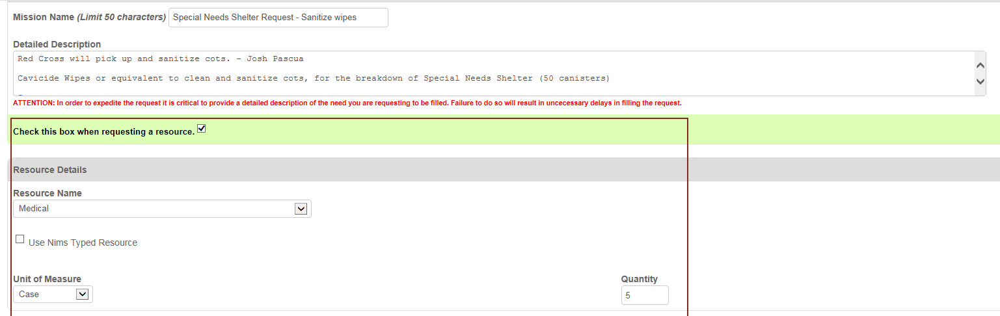 Mission Name (Limit 50 characters) Special Needs Shelter Request - Sanitize wipes
Detailed Description
Red Cross will pick up and sanitize cots. - Josh Pascua
Cavicide Wipes or equivalent to clean and sanitize cots, for the breakdown of Special Needs Shelter (50 canisters)
ATTENTION: In order to expedite the request it is critical to provide a detailed description of the need you are requesting to be filled. Failure to do so will result in uncecessary delays in filling the request.
Check this box when requesting a resource.
Resource Details
Resource Name
Medical
Use Nims Typed Resource
Unit of Measure Quantity
Case 5